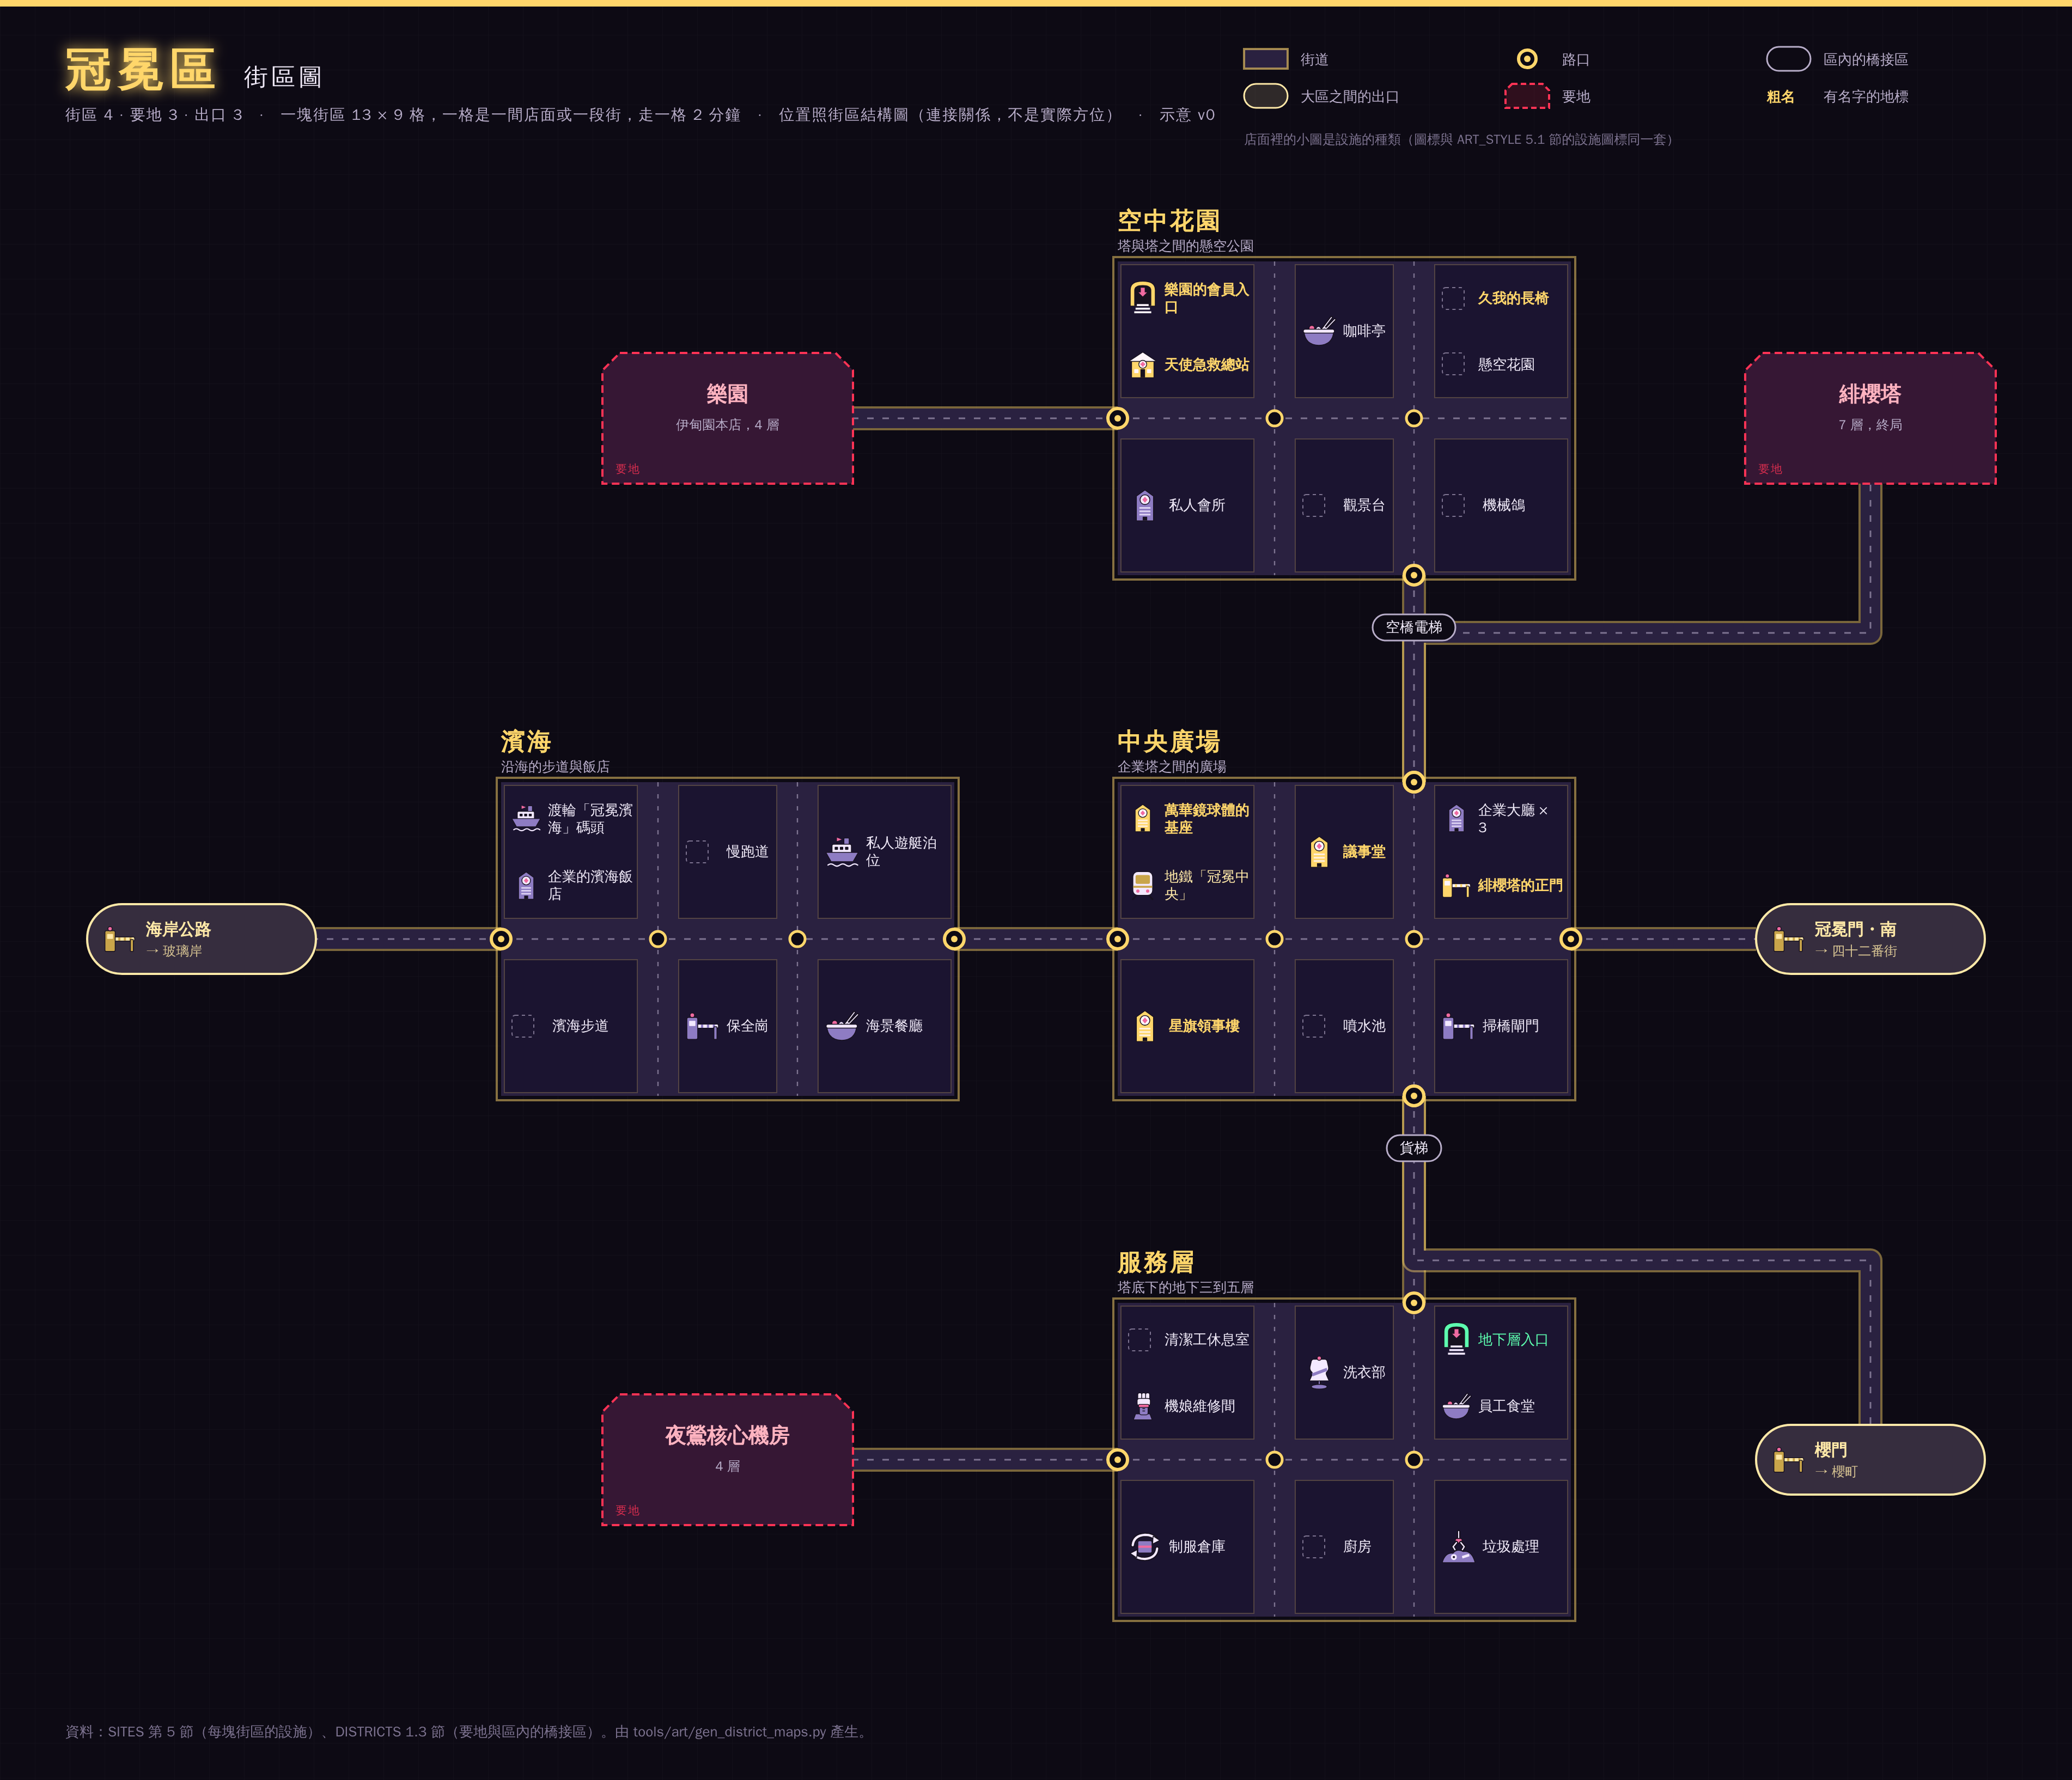 冠冕區 街區圖
街區 4 · 要地 3 · 出口 3 · 一塊街區 13 × 9 格，一格是一間店面或一段街，走一格 2 分鐘 · 位置照街區結構圖（連接關係，不是實際方位） · 示意 v0
街道
路口
區內的橋接區
大區之間的出口
要地
粗名 有名字的地標
店面裡的小圖是設施的種類（圖標與 ART_STYLE 5.1 節的設施圖標同一套）
空中花園
塔與塔之間的懸空公園
樂園的會員入
口
天使急救總站
咖啡亭
久我的長椅
懸空花園
私人會所
觀景台
機械鴿
樂園
伊甸園本店，4 層
要地
緋櫻塔
7 層，終局
要地
空橋電梯
濱海
沿海的步道與飯店
渡輪「冠冕濱
海」碼頭
企業的濱海飯
店
慢跑道
私人遊艇泊
位
濱海步道
保全崗
海景餐廳
海岸公路
→ 玻璃岸
中央廣場
企業塔之間的廣場
萬華鏡球體的
基座
地鐵「冠冕中
央」
議事堂
企業大廳 ×
3
緋櫻塔的正門
星旗領事樓
噴水池
掃橋閘門
冠冕門・南
→ 四十二番街
貨梯
服務層
塔底下的地下三到五層
清潔工休息室
機娘維修間
洗衣部
地下層入口
員工食堂
制服倉庫
廚房
垃圾處理
夜鶯核心機房
4 層
要地
櫻門
→ 櫻町
資料：SITES 第 5 節（每塊街區的設施）、DISTRICTS 1.3 節（要地與區內的橋接區）。由 tools/art/gen_district_maps.py 產生。